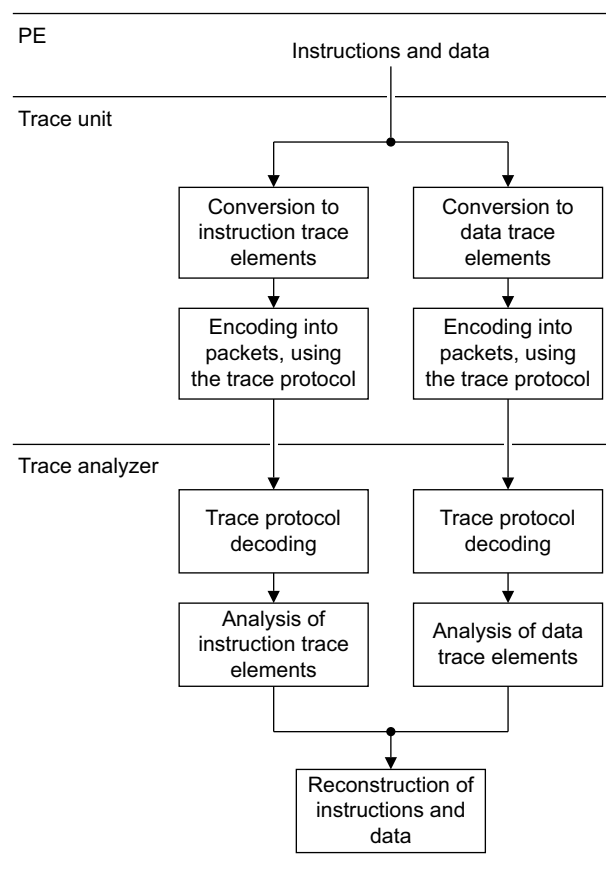 PE
Instructions and data
Trace unit
Conversion to
instruction trace
elements
Conversion to
data trace
elements
Encoding into
packets, using
the trace protocol
Encoding into
packets, using
the trace protocol
Trace analyzer
Trace protocol
decoding
Trace protocol
decoding
Analysis of
instruction trace
elements
Analysis of data
trace elements
Reconstruction of
instructions and
data